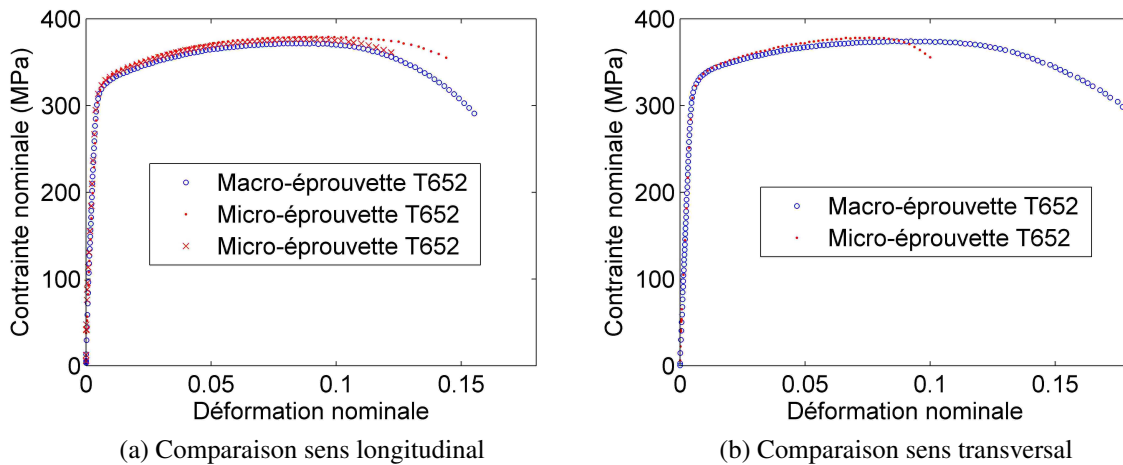 400
300
200
100
0
Contrainte nominale (MPa)
Macro-éprouvette T652
Micro-éprouvette T652
Micro-éprouvette T652
0 0.05 0.1 0.15
Déformation nominale
(a) Comparaison sens longitudinal
400
300
200
100
0
Contrainte nominale (MPa)
Macro-éprouvette T652
Micro-éprouvette T652
0 0.05 0.1 0.15
Déformation nominale
(b) Comparaison sens transversal